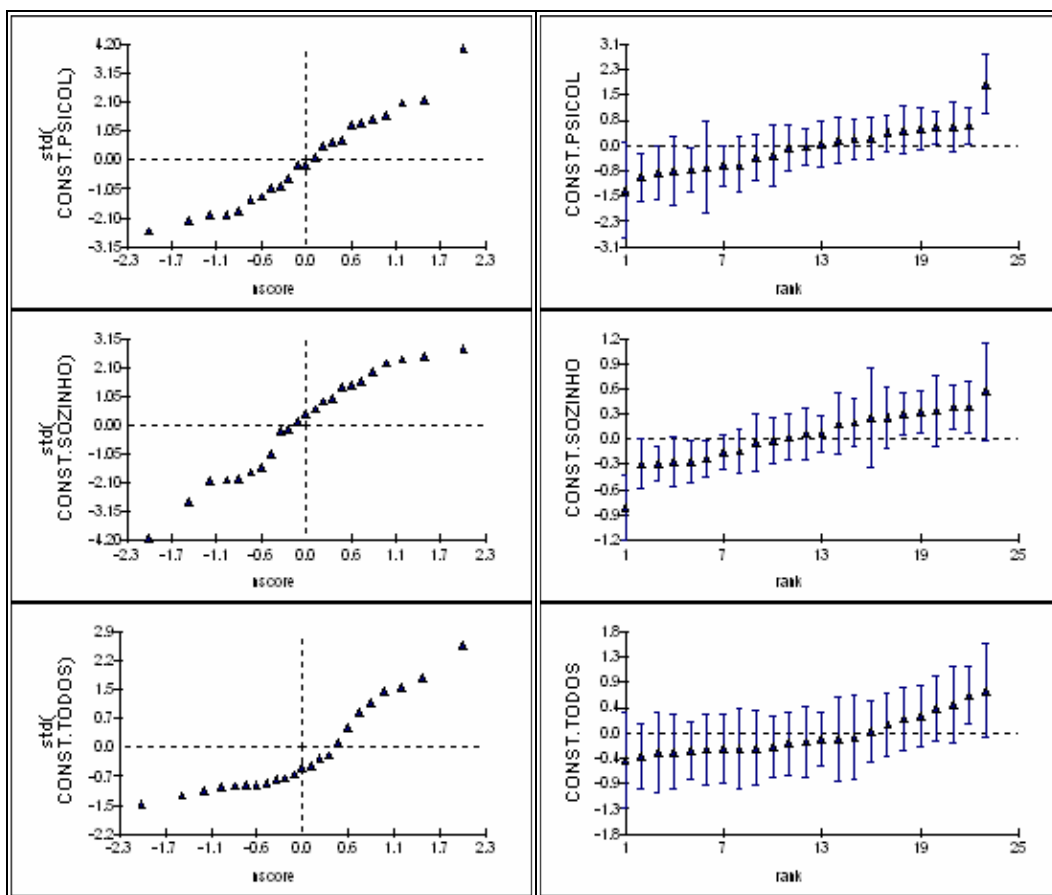 4.20
3.15
2.10
1.05
0.00
-1.05
-2.10
-3.15
-2.3 -1.7 -1.1 -0.6 0.0 0.6 1.1 1.7 2.3
std(
CONST.PSICOL)
nscore
3.1
2.3
1.5
0.8
0.0
-0.8
-1.5
-2.3
-3.1
1 7 13 19 25
CONST.PSICOL
rank
3.15
2.10
1.05
0.00
-1.05
-2.10
-3.15
-4.20
-2.3 -1.7 -1.1 -0.6 0.0 0.6 1.1 1.7 2.3
std(
CONST.SOZINHO)
nscore
1.2
0.9
0.6
0.3
0.0
-0.3
-0.6
-0.9
-1.2
1 7 13 19 25
CONST.SOZINHO
rank
2.9
2.2
1.5
0.7
0.0
-0.7
-1.5
-2.2
-2.3 -1.7 -1.1 -0.6 0.0 0.6 1.1 1.7 2.3
std(
CONST.TODOS)
nscore
1.8
1.3
0.9
0.4
0.0
-0.4
-0.9
-1.3
-1.8
1 7 13 19 25
CONST.TODOS
rank